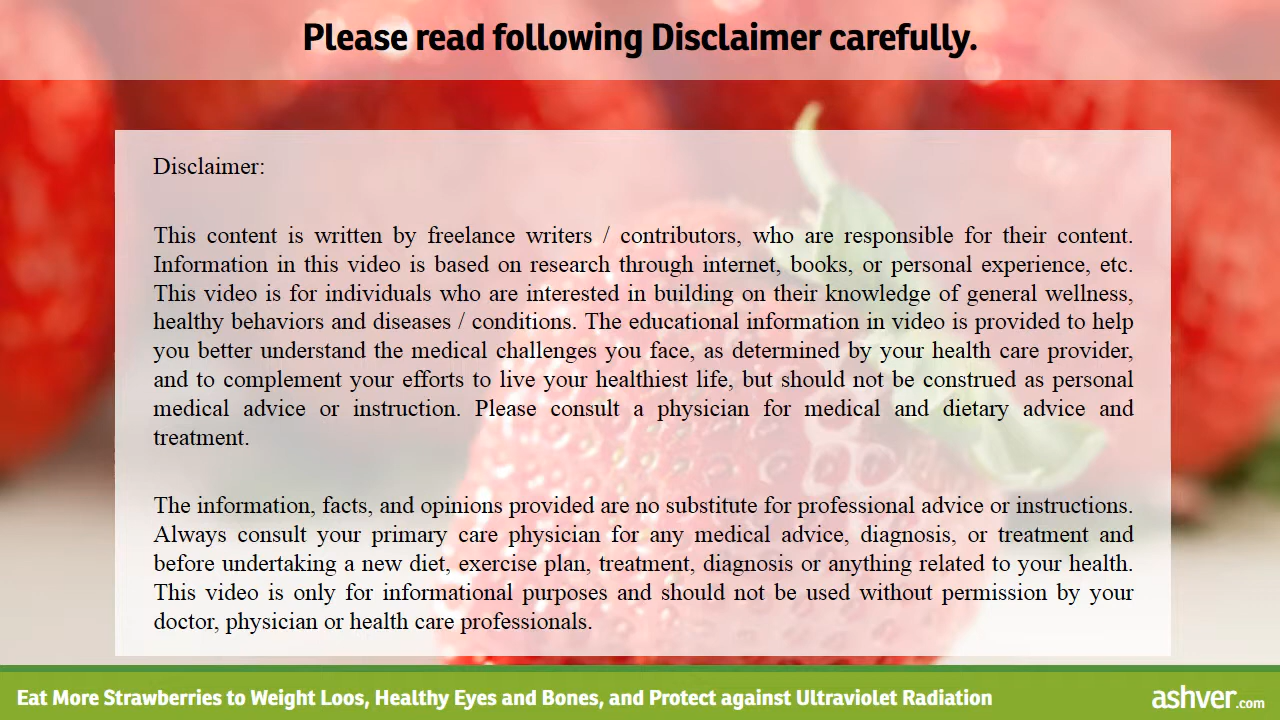 Please read following Disclaimer carefully.
Disclaimer:
This content is written by freelance writers / contributors, who are responsible for their content.
Information in this video is based on research through internet, books, or personal experience, etc.
This video is for individuals who are interested in building on their knowledge of general wellness,
healthy behaviors and diseases / conditions. The educational information in video is provided to help
you better understand the medical challenges you face, as determined by your health care provider,
and to complement your efforts to live your healthiest life, but should not be construed as personal
medical advice or instruction. Please consult a physician for medical and dietary advice and
treatment.
The information, facts, and opinions provided are no substitute for professional advice or instructions.
Always consult your primary care physician for any medical advice, diagnosis, or treatment and
before undertaking a new diet, exercise plan, treatment, diagnosis or anything related to your health.
This video is only for informational purposes and should not be used without permission by your
doctor, physician or health care professionals.
Eat More Strawberries to Weight Loos, Healthy Eyes and Bones, and Protect against Ultraviolet Radiation
ashver.com